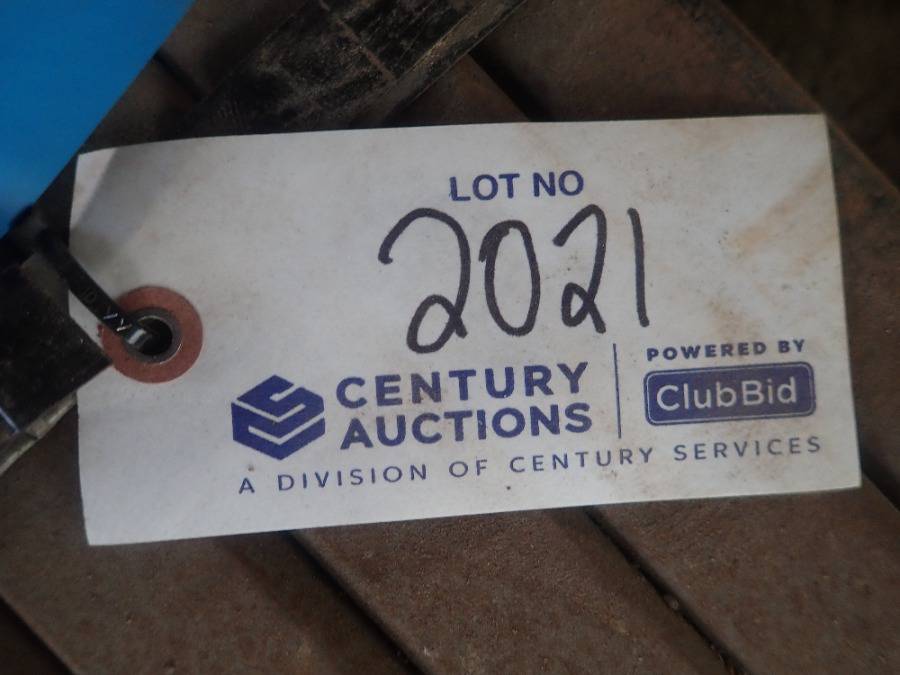 LOT NO
2021
CENTURY
AUCTIONS
POWERED BY
ClubBid
A DIVISION OF CENTURY SERVICES